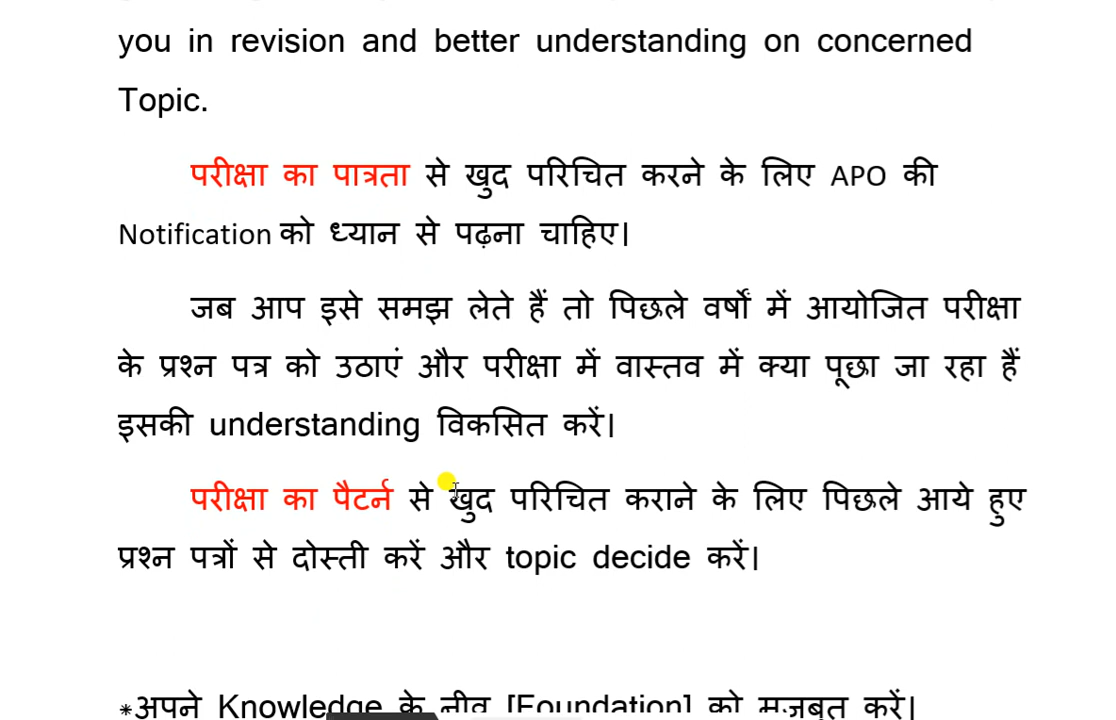 you in revision and better understanding on concerned
Topic.
परीक्षा का पात्रता से खुद परिचित करने के लिए APO की
Notification को ध्यान से पढ़ना चाहिए।
जब आप इसे समझ लेते हैं तो पिछले वर्षों में आयोजित परीक्षा
के प्रश्न पत्र को उठाएं और परीक्षा में वास्तव में क्या पूछा जा रहा हैं
इसकी understanding विकसित करें।
परीक्षा का पैटर्न से खुद परिचित कराने के लिए पिछले आये हुए
प्रश्न पत्रों से दोस्ती करें और topic decide करें।
*अपने Knowledge के नीव [Foundation] को मजबूत करें।